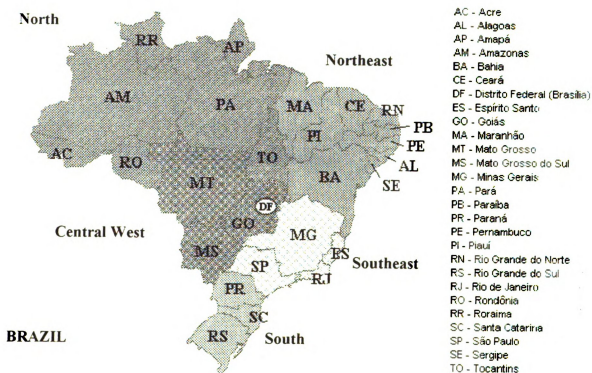 North
RR
AP
Northeast
AM
PA
MA
CE
RN
PB
PI
PE
AC
RO
TO
AL
SE
MT
BA
DF
GO
Central West
MG
MS
ES
Southeast
SP
RJ
PR
SC
BRAZIL
RS
South
AC - Acre
AL - Alagoas
AP - Amapá
AM - Amazonas
BA - Bahia
CE - Ceará
DF - Distrito Federal (Brasília)
ES - Espírito Santo
GO - Goiás
MA - Maranhão
MT - Mato Grosso
MS - Mato Grosso do Sul
MG - Minas Gerais
PA - Pará
PB - Paraíba
PR - Paraná
PE - Pernambuco
PI - Piauí
RN - Rio Grande do Norte
RS - Rio Grande do Sul
RJ - Rio de Janeiro
RO - Rondônia
RR - Roraima
SC - Santa Catarina
SP - São Paulo
SE - Sergipe
TO - Tocantins